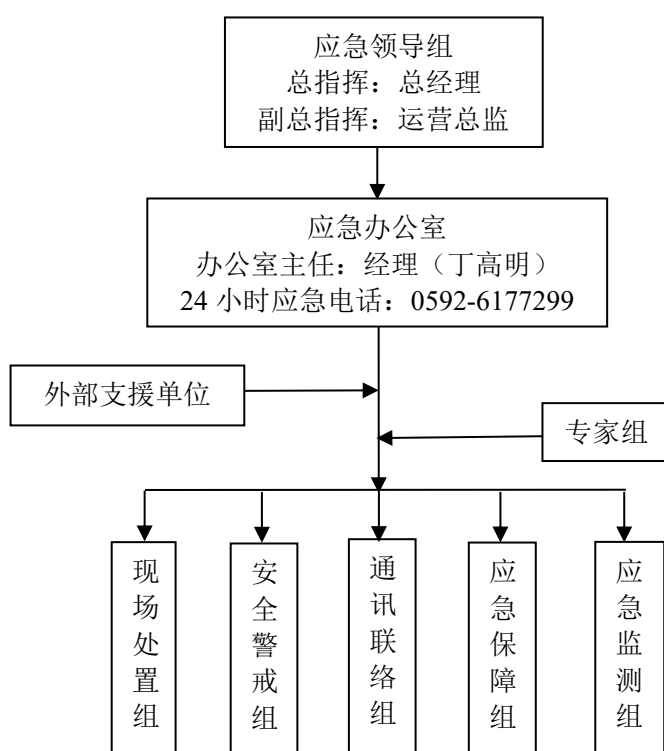 应急领导组
总指挥：总经理
副总指挥：运营总监
应急办公室
办公室主任：经理（丁高明）
24 小时应急电话：0592-6177299
外部支援单位
专家组
现场处置组
安全警戒组
通讯联络组
应急保障组
应急监测组